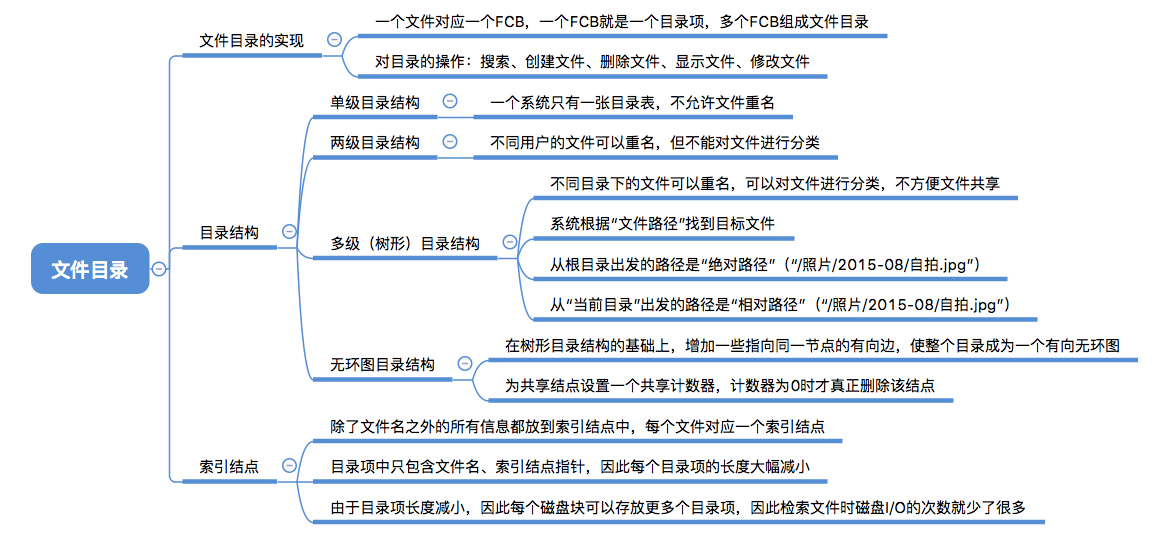 文件目录
文件目录的实现
一个文件对应一个FCB，一个FCB就是一个目录项，多个FCB组成文件目录
对目录的操作：搜索、创建文件、删除文件、显示文件、修改文件
目录结构
单级目录结构
一个系统只有一张目录表，不允许文件重名
两级目录结构
不同用户的文件可以重名，但不能对文件进行分类
多级（树形）目录结构
不同目录下的文件可以重名，可以对文件进行分类，不方便文件共享
系统根据“文件路径”找到目标文件
从根目录出发的路径是“绝对路径”（“/照片/2015-08/自拍.jpg”）
从“当前目录”出发的路径是“相对路径”（“/照片/2015-08/自拍.jpg”）
无环图目录结构
在树形目录结构的基础上，增加一些指向同一节点的有向边，使整个目录成为一个有向无环图
为共享结点设置一个共享计数器，计数器为0时才真正删除该结点
索引结点
除了文件名之外的所有信息都放到索引结点中，每个文件对应一个索引结点
目录项中只包含文件名、索引结点指针，因此每个目录项的长度大幅减小
由于目录项长度减小，因此每个磁盘块可以存放更多个目录项，因此检索文件时磁盘I/O的次数就少了很多